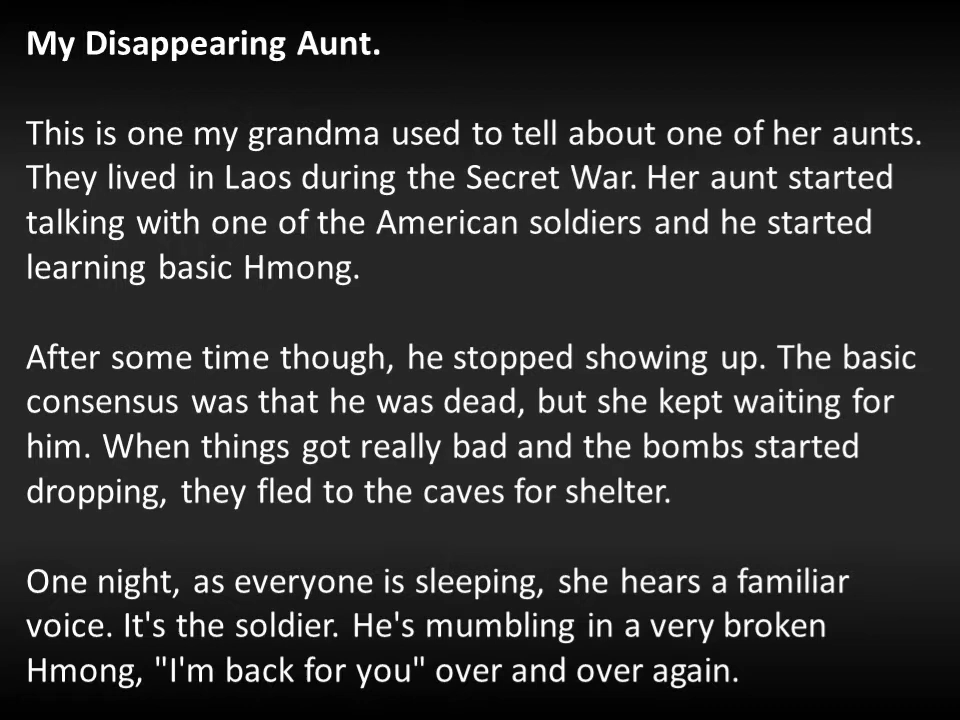 My Disappearing Aunt.
This is one my grandma used to tell about one of her aunts.
They lived in Laos during the Secret War. Her aunt started
talking with one of the American soldiers and he started
learning basic Hmong.
After some time though, he stopped showing up. The basic
consensus was that he was dead, but she kept waiting for
him. When things got really bad and the bombs started
dropping, they fled to the caves for shelter.
One night, as everyone is sleeping, she hears a familiar
voice. It's the soldier. He's mumbling in a very broken
Hmong, "I'm back for you" over and over again.